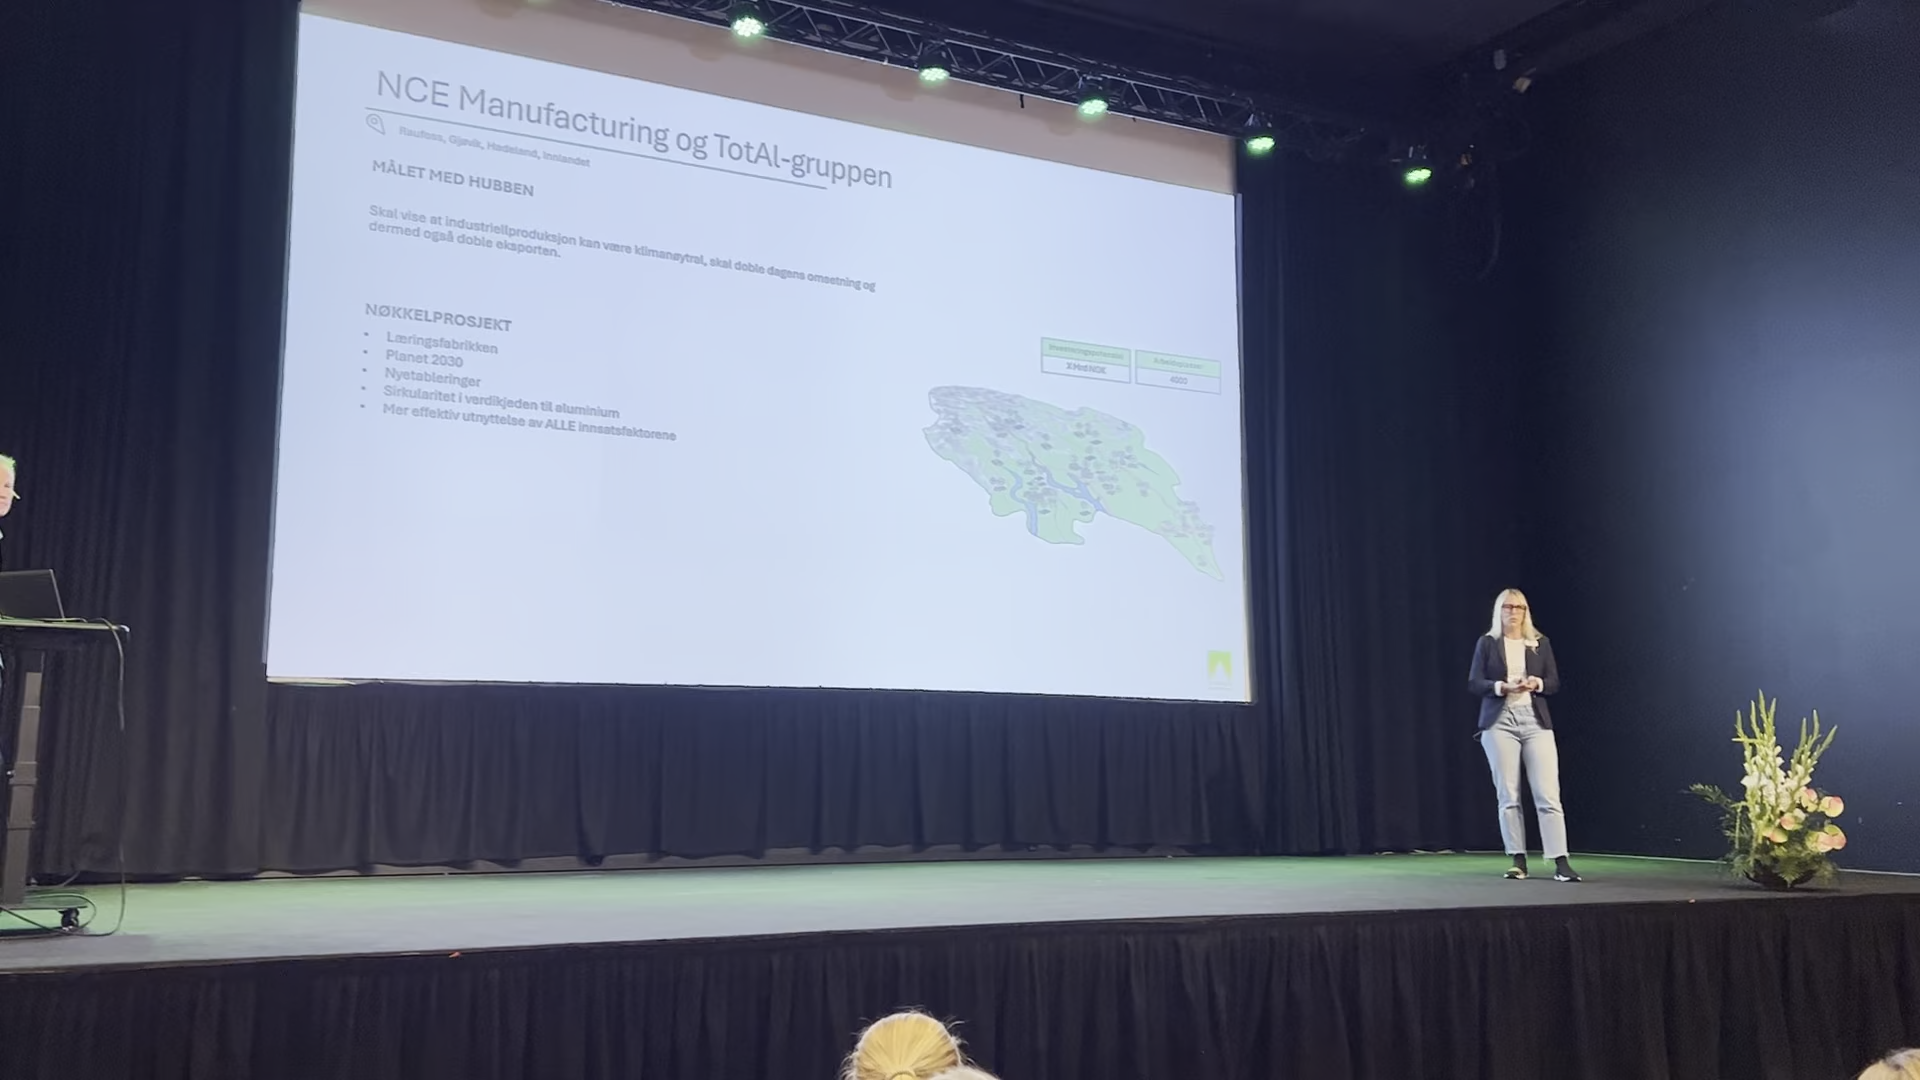 NCE Manufacturing og TotAl-gruppen
Raufoss, Gjøvik, Hadeland, Innlandet
MÅLET MED HUBBEN
Skal vise at industriellproduksjon kan være klimanøytral, skal doble dagens omsetning og
dermed også doble eksporten.
NØKKELPROSJEKT
• Læringsfabrikken
• Planet 2030
• Nyetableringer
• Sirkularitet i verdikjeden til aluminium
• Mer effektiv utnyttelse av ALLE innsatsfaktorene
Investeringspotensial
X Mrd NOK
Arbeidsplasser
4000